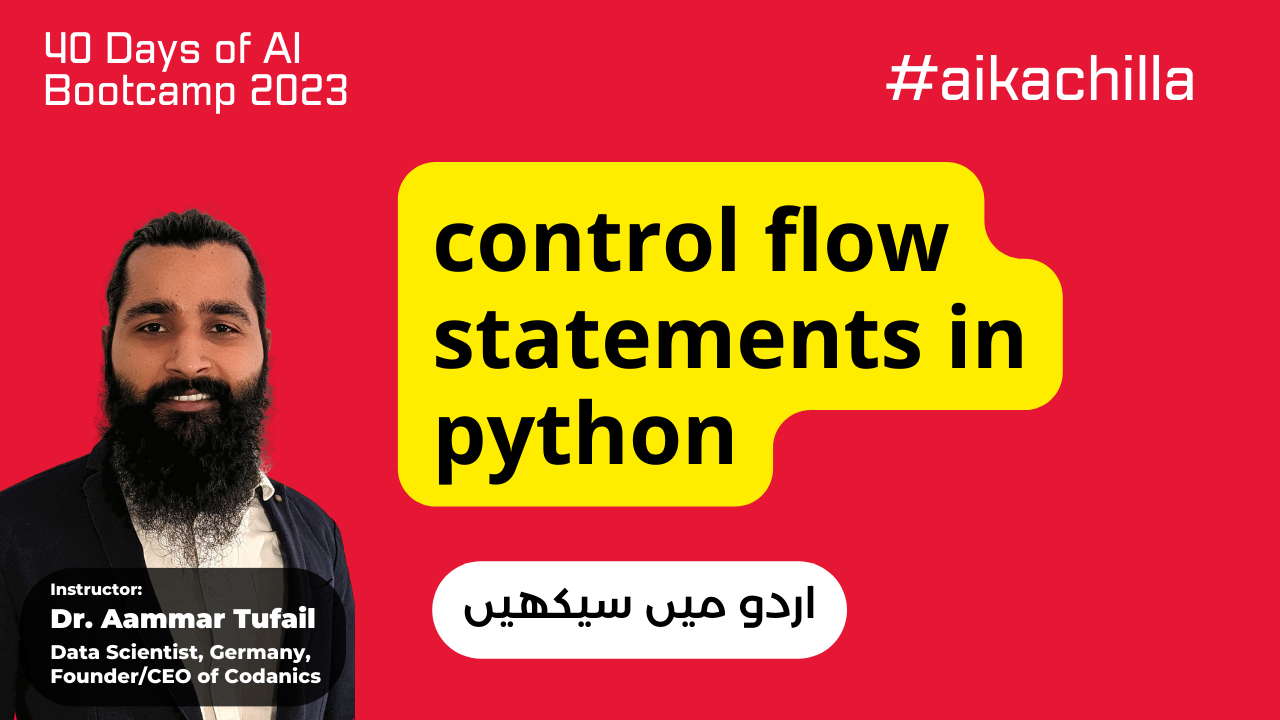 40 Days of AI
Bootcamp 2023
#aikachilla
control flow
statements in
python
اردو میں سیکھیں
Instructor:
Dr. Aammar Tufail
Data Scientist, Germany,
Founder/CEO of Codanics